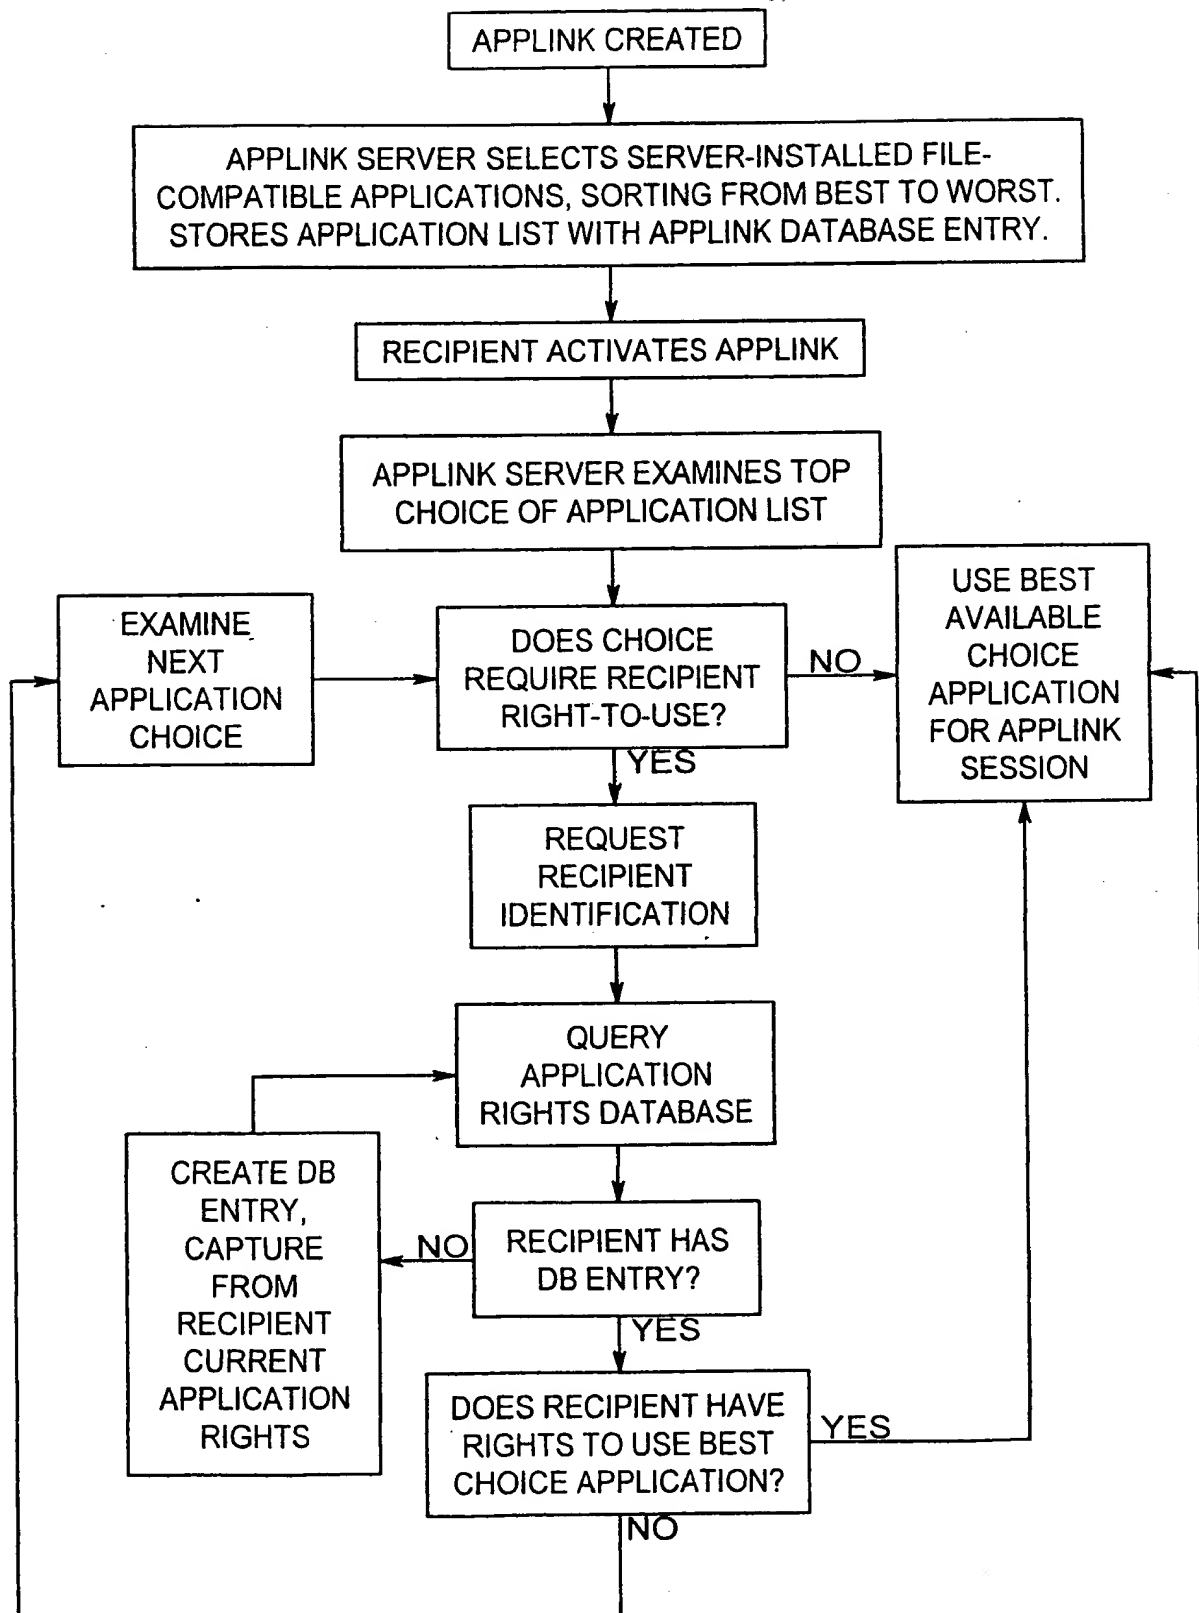 APPLINK CREATED
APPLINK SERVER SELECTS SERVER-INSTALLED FILE-
COMPATIBLE APPLICATIONS, SORTING FROM BEST TO WORST.
STORES APPLICATION LIST WITH APPLINK DATABASE ENTRY.
RECIPIENT ACTIVATES APPLINK
APPLINK SERVER EXAMINES TOP
CHOICE OF APPLICATION LIST
EXAMINE
NEXT
APPLICATION
CHOICE
DOES CHOICE
REQUIRE RECIPIENT
RIGHT-TO-USE?
NO
USE BEST
AVAILABLE
CHOICE
APPLICATION
FOR APPLINK
SESSION
YES
REQUEST
RECIPIENT
IDENTIFICATION
QUERY
APPLICATION
RIGHTS DATABASE
CREATE DB
ENTRY,
CAPTURE
FROM
RECIPIENT
CURRENT
APPLICATION
RIGHTS
NO
RECIPIENT HAS
DB ENTRY?
YES
DOES RECIPIENT HAVE
RIGHTS TO USE BEST
CHOICE APPLICATION?
YES
NO